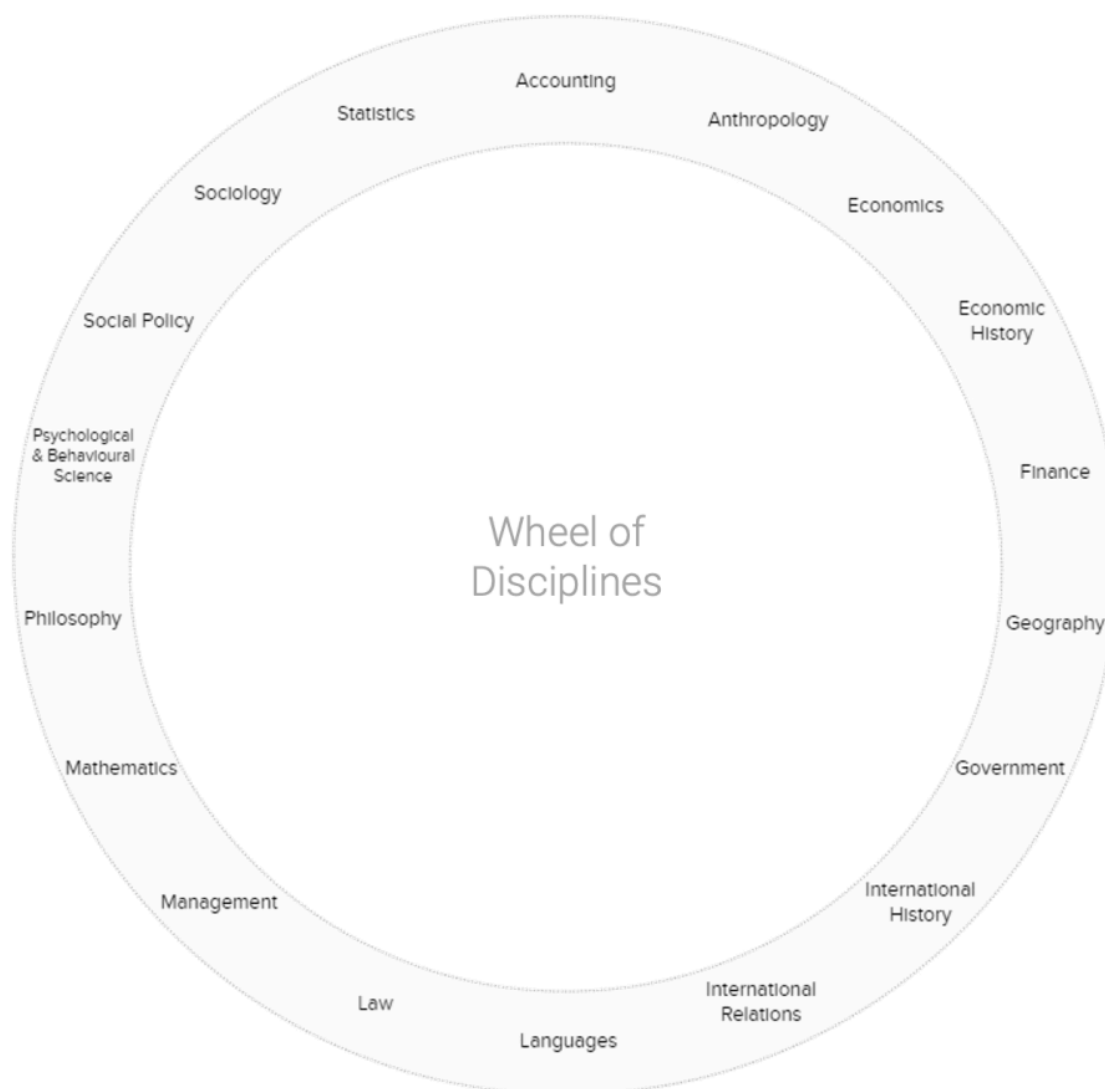 Accounting
Anthropology
Economics
Economic
History
Finance
Geography
Government
International
History
International
Relations
Languages
Law
Management
Mathematics
Philosophy
Psychological
& Behavioural
Science
Social Policy
Sociology
Statistics
Wheel of
Disciplines